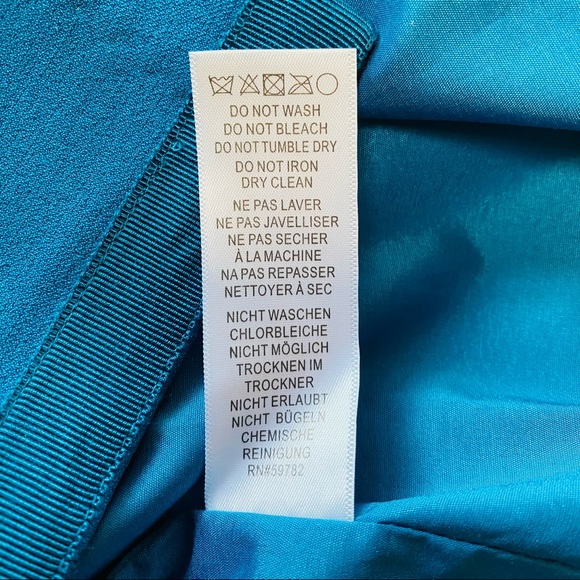 DO NOT WASH
DO NOT BLEACH
DO NOT TUMBLE DRY
DO NOT IRON
DRY CLEAN
NE PAS LAVER
NE PAS JAVELLISER
NE PAS SECHER
À LA MACHINE
NA PAS REPASSER
NETTOYER À SEC
NICHT WASCHEN
CHLORBLEICHE
NICHT MÖGLICH
TROCKNEN IM
TROCKNER
NICHT ERLAUBT
NICHT BÜGELN
CHEMISCHE
REINIGUNG
RN#59782